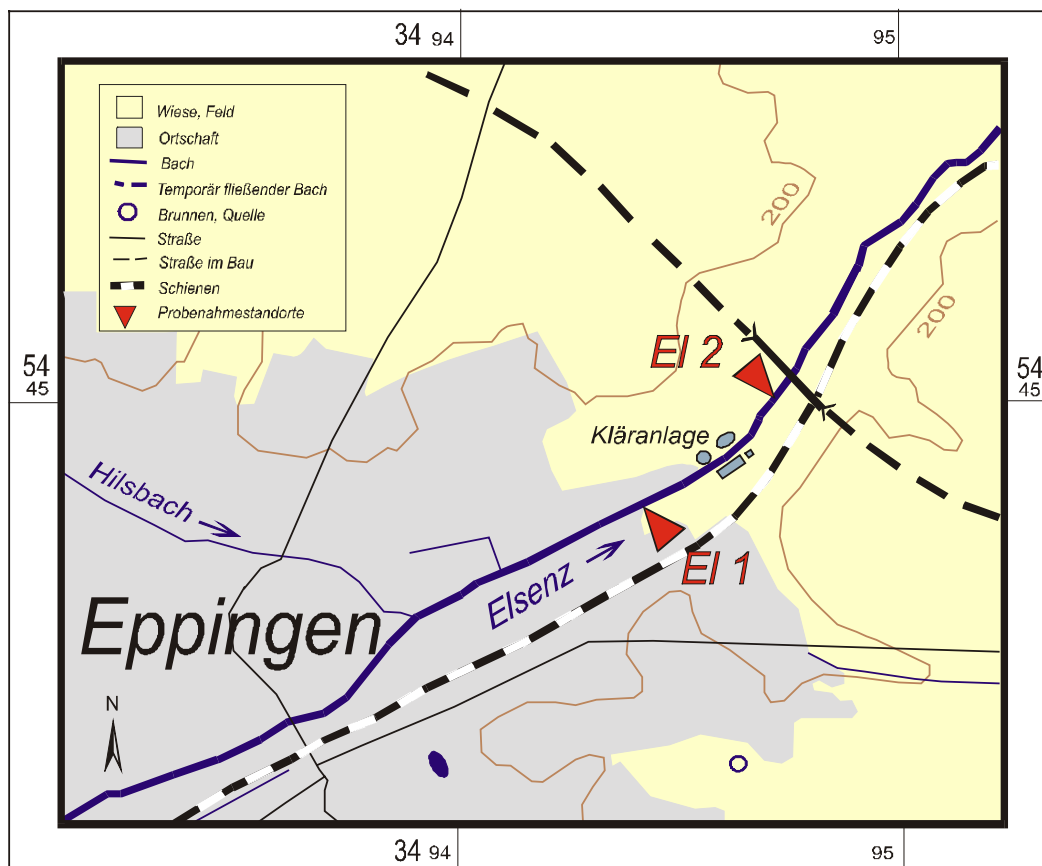 34 94
95
Wiese, Feld
Ortschaft
Bach
Temporär fließender Bach
Brunnen, Quelle
Straße
Straße im Bau
Schienen
Probenahmestandorte
200
200
54
45
54
45
El 2
Kläranlage
Hilsbach
El 1
Elsenz
Eppingen
N
34 94
95